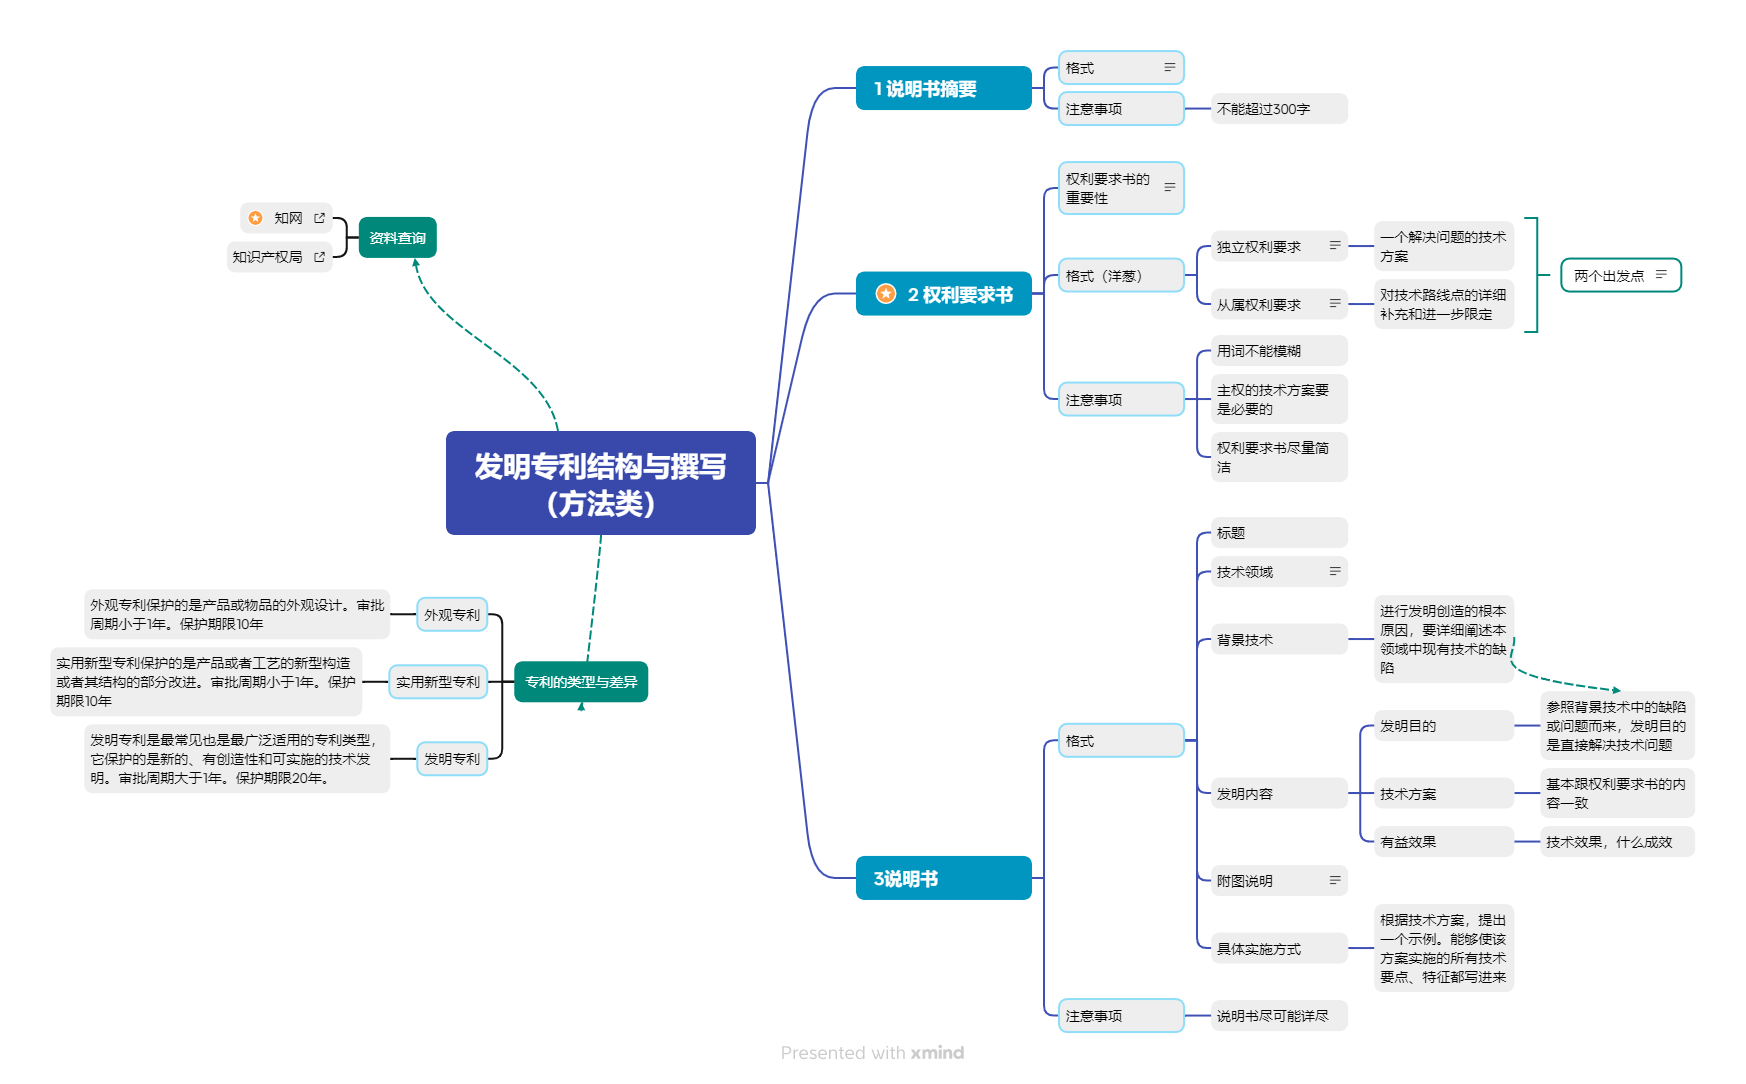 发明专利结构与撰写
（方法类）
1 说明书摘要
格式
注意事项
不能超过300字
2 权利要求书
权利要求书的
重要性
格式（洋葱）
独立权利要求
一个解决问题的技术
方案
从属权利要求
对技术路线点的详细
补充和进一步限定
两个出发点
注意事项
用词不能模糊
主权的技术方案要
是必要的
权利要求书尽量简
洁
3说明书
格式
标题
技术领域
背景技术
进行发明创造的根本
原因，要详细阐述本
领域中现有技术的缺
陷
发明内容
发明目的
参照背景技术中的缺陷
或问题而来，发明目的
是直接解决技术问题
技术方案
基本跟权利要求书的内
容一致
有益效果
技术效果，什么成效
附图说明
具体实施方式
根据技术方案，提出
一个示例。能够使该
方案实施的所有技术
要点、特征都写进来
注意事项
说明书尽可能详尽
资料查询
知网
知识产权局
专利的类型与差异
外观专利
外观专利保护的是产品或物品的外观设计。审批
周期小于1年。保护期限10年
实用新型专利
实用新型专利保护的是产品或者工艺的新型构造
或者其结构的部分改进。审批周期小于1年。保护
期限10年
发明专利
发明专利是最常见也是最广泛适用的专利类型，
它保护的是新的、有创造性和可实施的技术发
明。审批周期大于1年。保护期限20年。
Presented with xmind